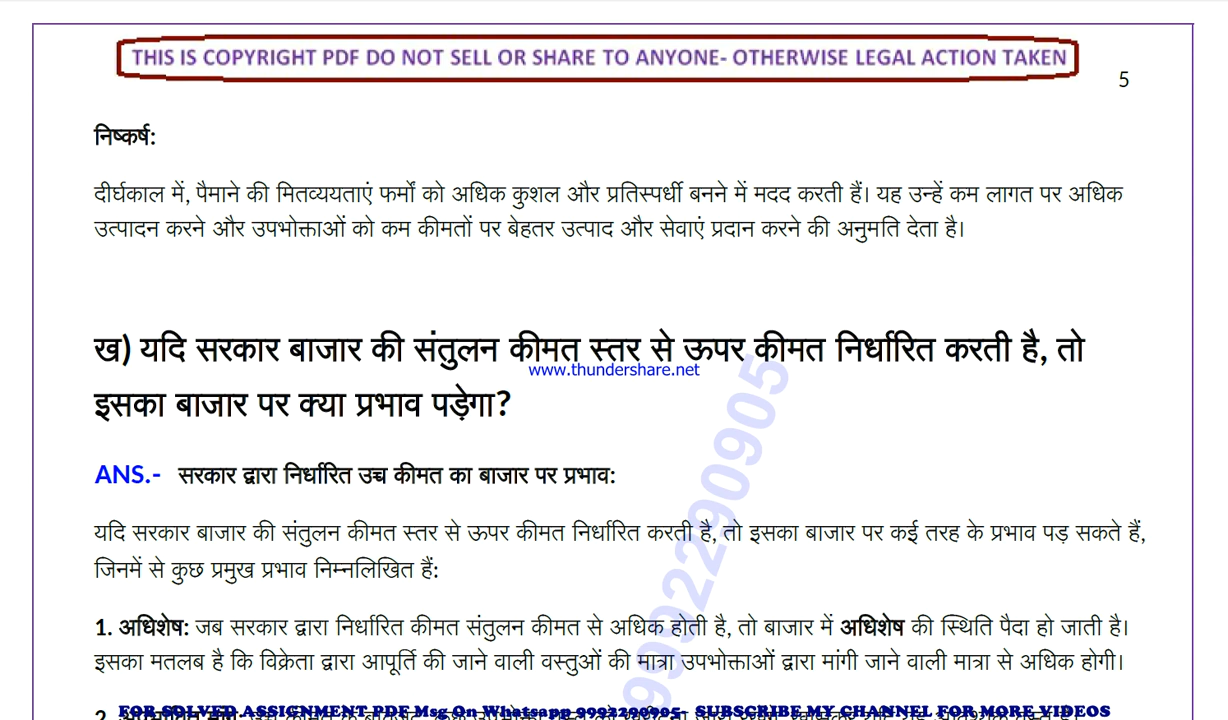 THIS IS COPYRIGHT PDF DO NOT SELL OR SHARE TO ANYONE- OTHERWISE LEGAL ACTION TAKEN
5
निष्कर्ष:
दीर्घकाल में, पैमाने की मितव्ययताएं फर्मों को अधिक कुशल और प्रतिस्पर्धी बनने में मदद करती हैं। यह उन्हें कम लागत पर अधिक
उत्पादन करने और उपभोक्ताओं को कम कीमतों पर बेहतर उत्पाद और सेवाएं प्रदान करने की अनुमति देता है।
ख) यदि सरकार बाजार की संतुलन कीमत स्तर से ऊपर कीमत निर्धारित करती है, तो
www.thundershare.net
इसका बाजार पर क्या प्रभाव पड़ेगा?
ANS.- सरकार द्वारा निर्धारित उच्च कीमत का बाजार पर प्रभाव:
यदि सरकार बाजार की संतुलन कीमत स्तर से ऊपर कीमत निर्धारित करती है, तो इसका बाजार पर कई तरह के प्रभाव पड़ सकते हैं,
जिनमें से कुछ प्रमुख प्रभाव निम्नलिखित हैं:
9992290905
1. अधिशेष: जब सरकार द्वारा निर्धारित कीमत संतुलन कीमत से अधिक होती है, तो बाजार में अधिशेष की स्थिति पैदा हो जाती है।
इसका मतलब है कि विक्रेता द्वारा आपूर्ति की जाने वाली वस्तुओं की मात्रा उपभोक्ताओं द्वारा मांगी जाने वाली मात्रा से अधिक होगी।
FOR SOLVED ASSIGNMENT PDF Msg On Whatsapp 9992290905- SUBSCRIBE MY CHANNEL FOR MORE VIDEOS